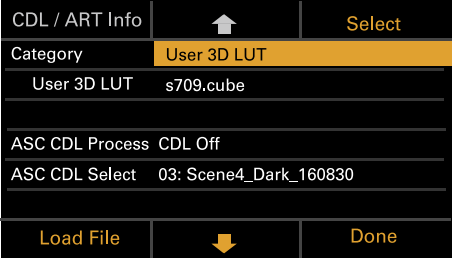 CDL / ART Info
Select
Category User 3D LUT
User 3D LUT s709.cube
ASC CDL Process CDL Off
ASC CDL Select 03: Scene4_Dark_160830
Load File
Done